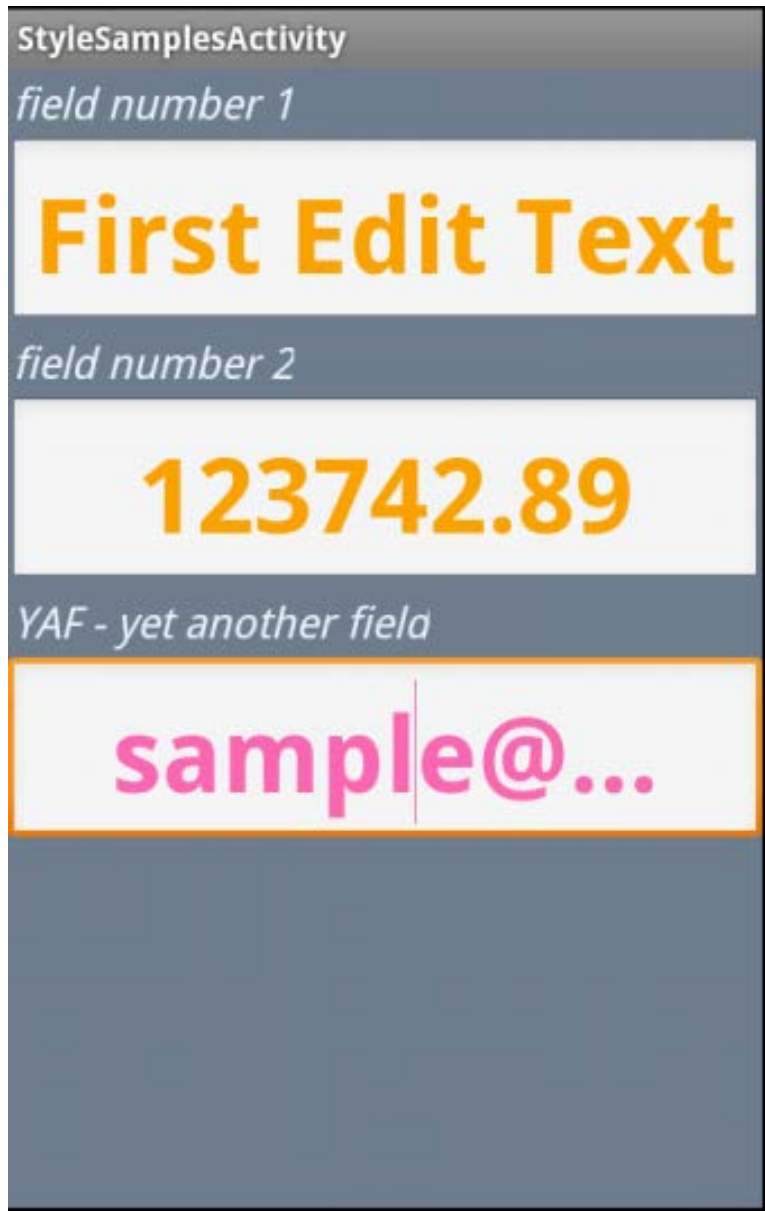 StyleSamplesActivity
field number 1
First Edit Text
field number 2
123742.89
YAF - yet another field
sample@...